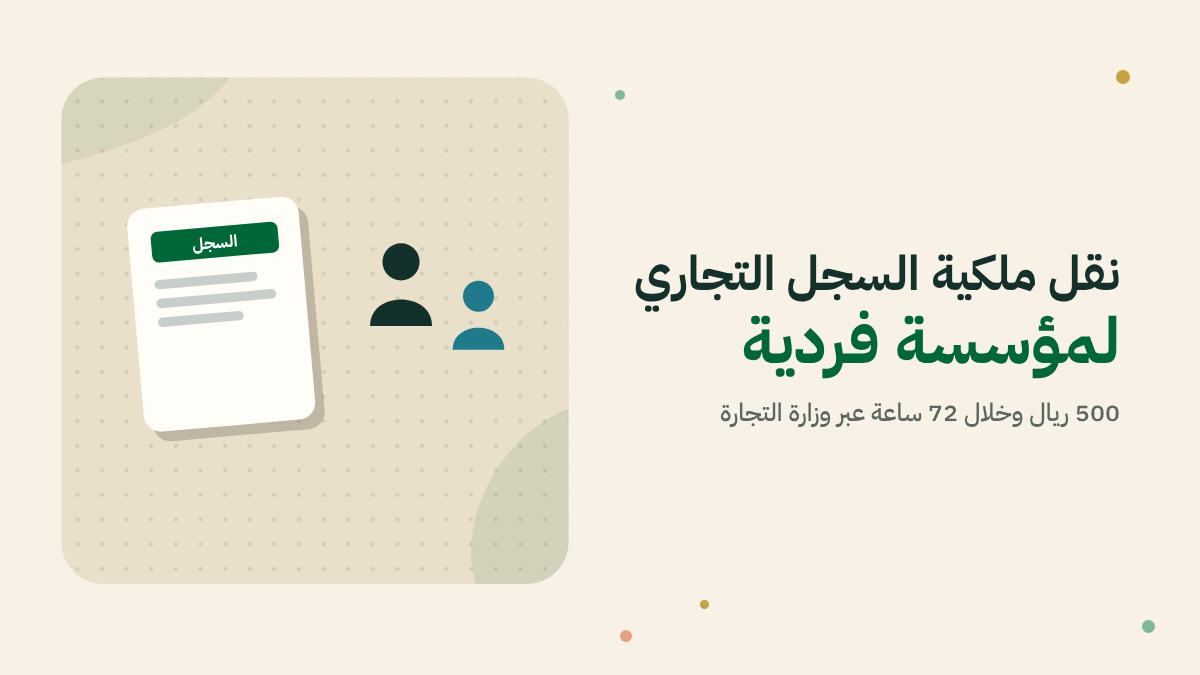 نقل ملكية السجل التجاري
لمؤسسة فردية
500 ريال وخلال 72 ساعة عبر وزارة التجارة
السجل